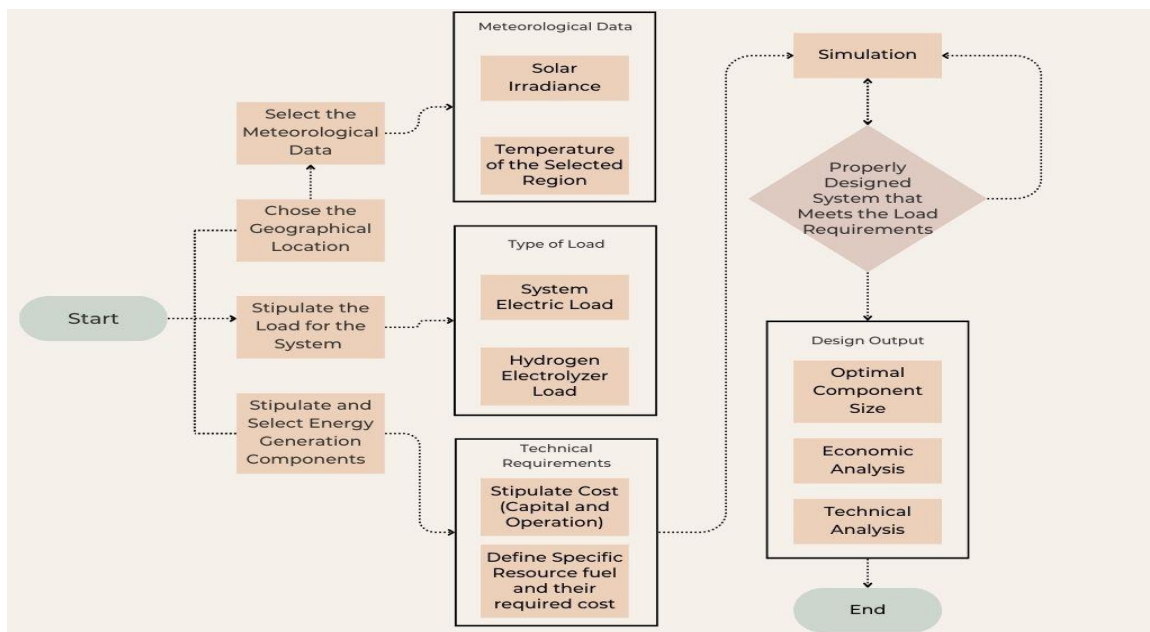 Start
Select the
Meteorological
Data
Chose the
Geographical
Location
Stipulate the
Load for the
System
Stipulate and
Select Energy
Generation
Components
Meteorological Data
Solar
Irradiance
Temperature
of the Selected
Region
Type of Load
System
Electric Load
Hydrogen
Electrolyzer
Load
Technical
Requirements
Stipulate Cost
(Capital and
Operation)
Define Specific
Resource fuel
and their
required cost
Simulation
Properly
Designed
System that
Meets the Load
Requirements
Design Output
Optimal
Component
Size
Economic
Analysis
Technical
Analysis
End